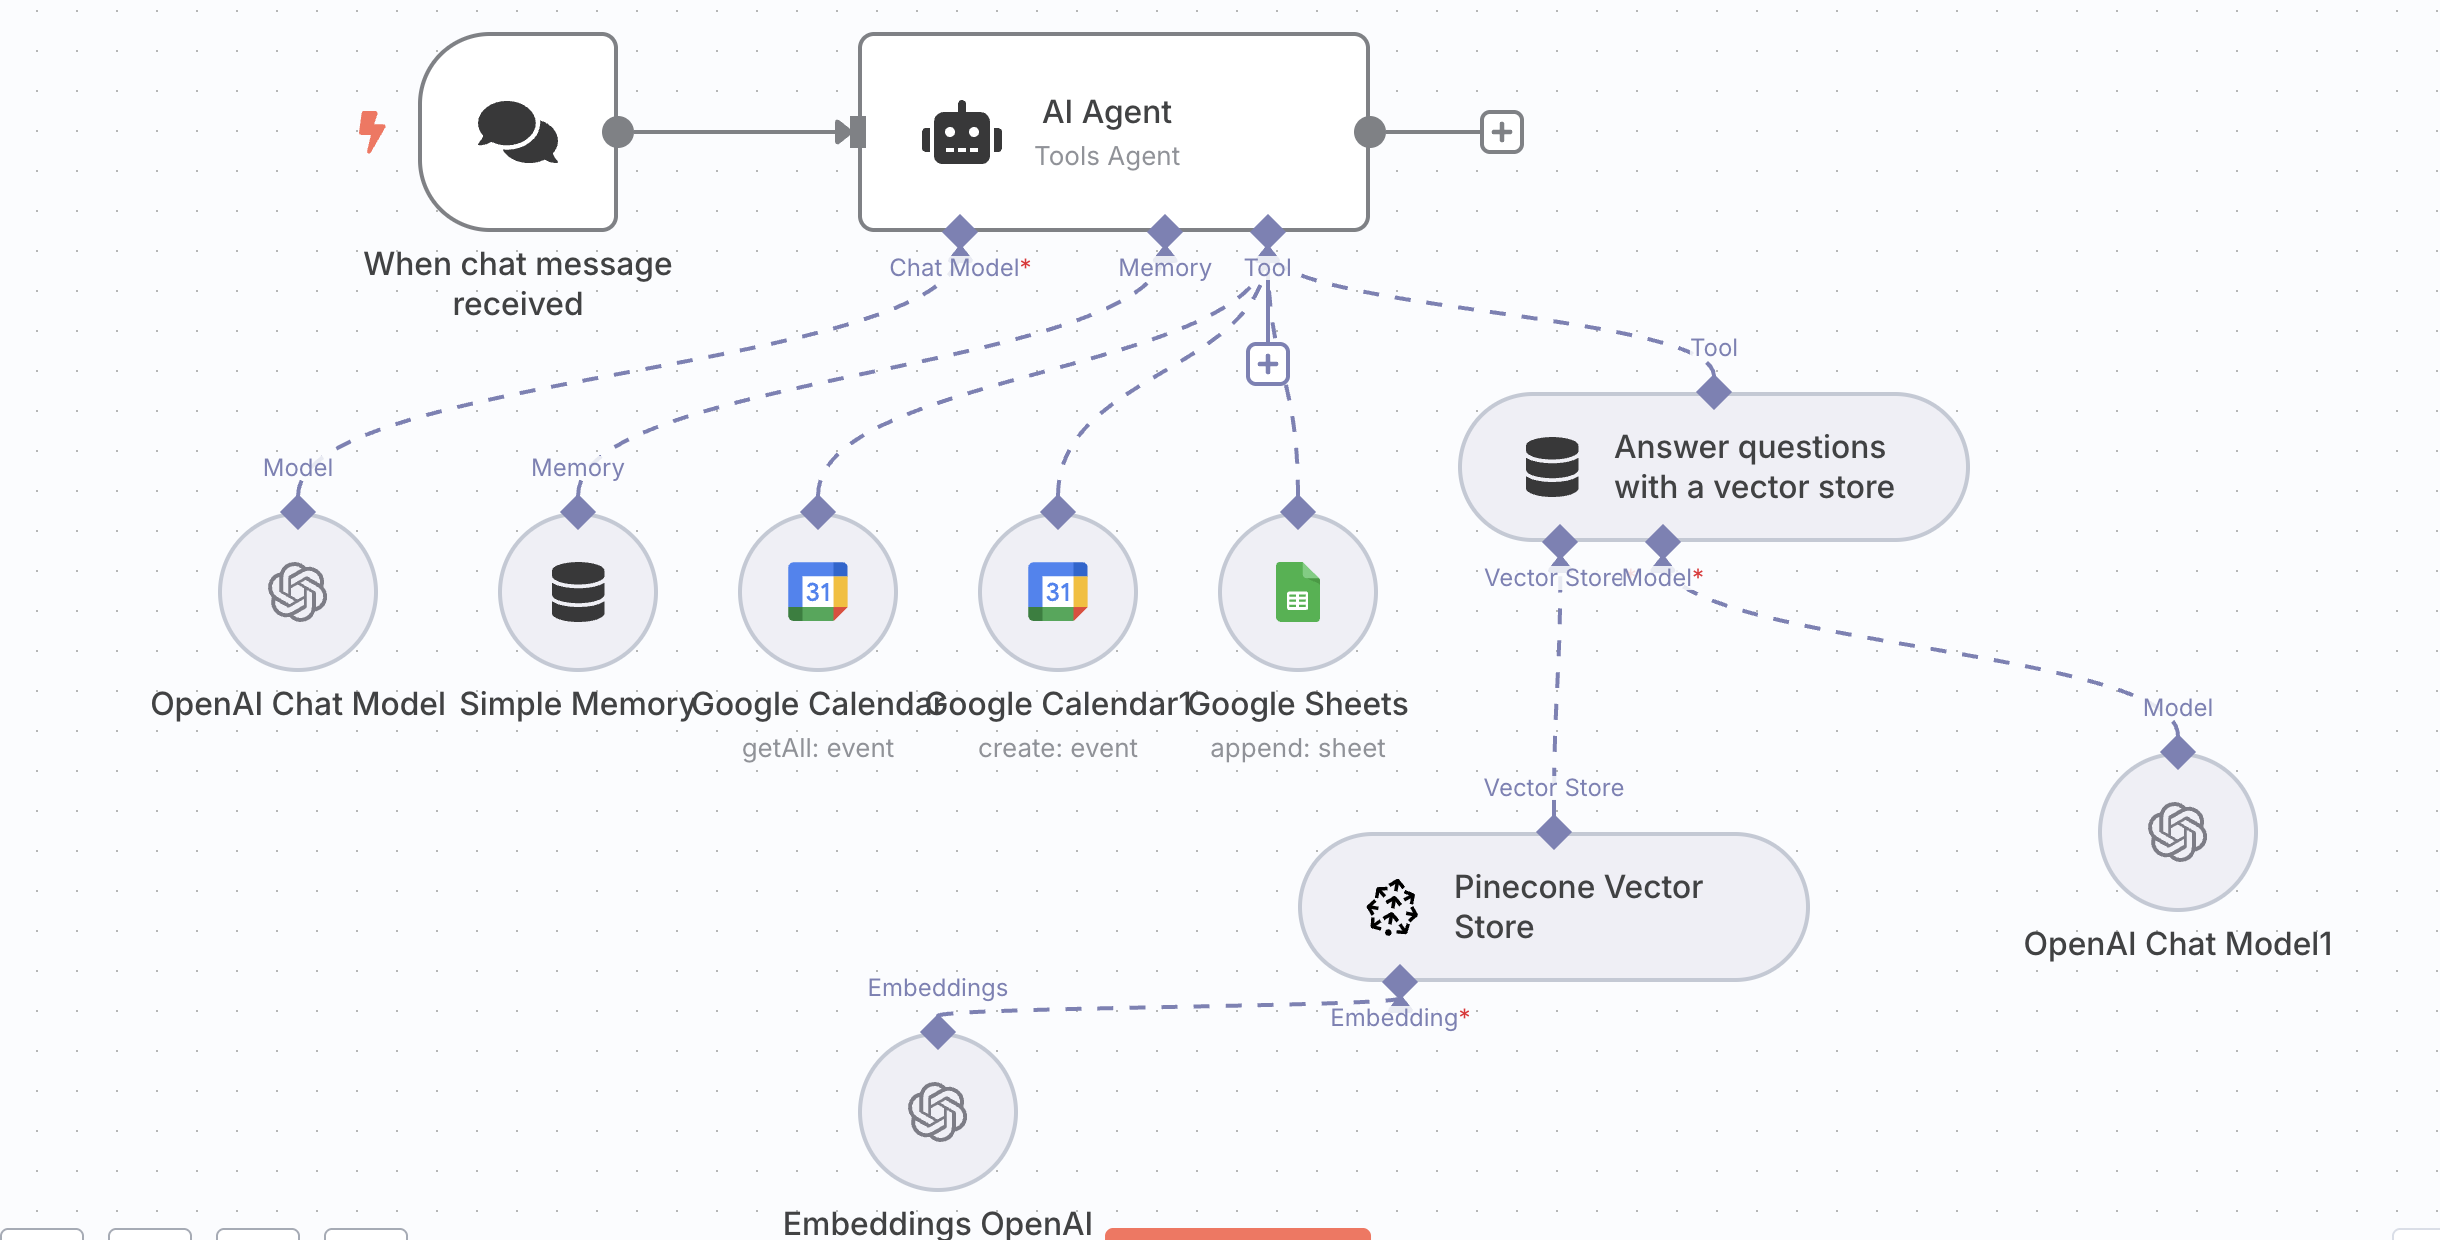 AI Agent
Tools Agent
When chat message
received
Chat Model*
Memory
Tool
Tool
Answer questions
with a vector store
Model
Memory
31
31
Vector Store
Model*
OpenAI Chat Model
Simple Memory
Google Calendar
getAll: event
Google Calendar1
create: event
Google Sheets
append: sheet
Model
Vector Store
Pinecone Vector
Store
OpenAI Chat Model1
Embeddings
Embedding*
Embeddings OpenAI